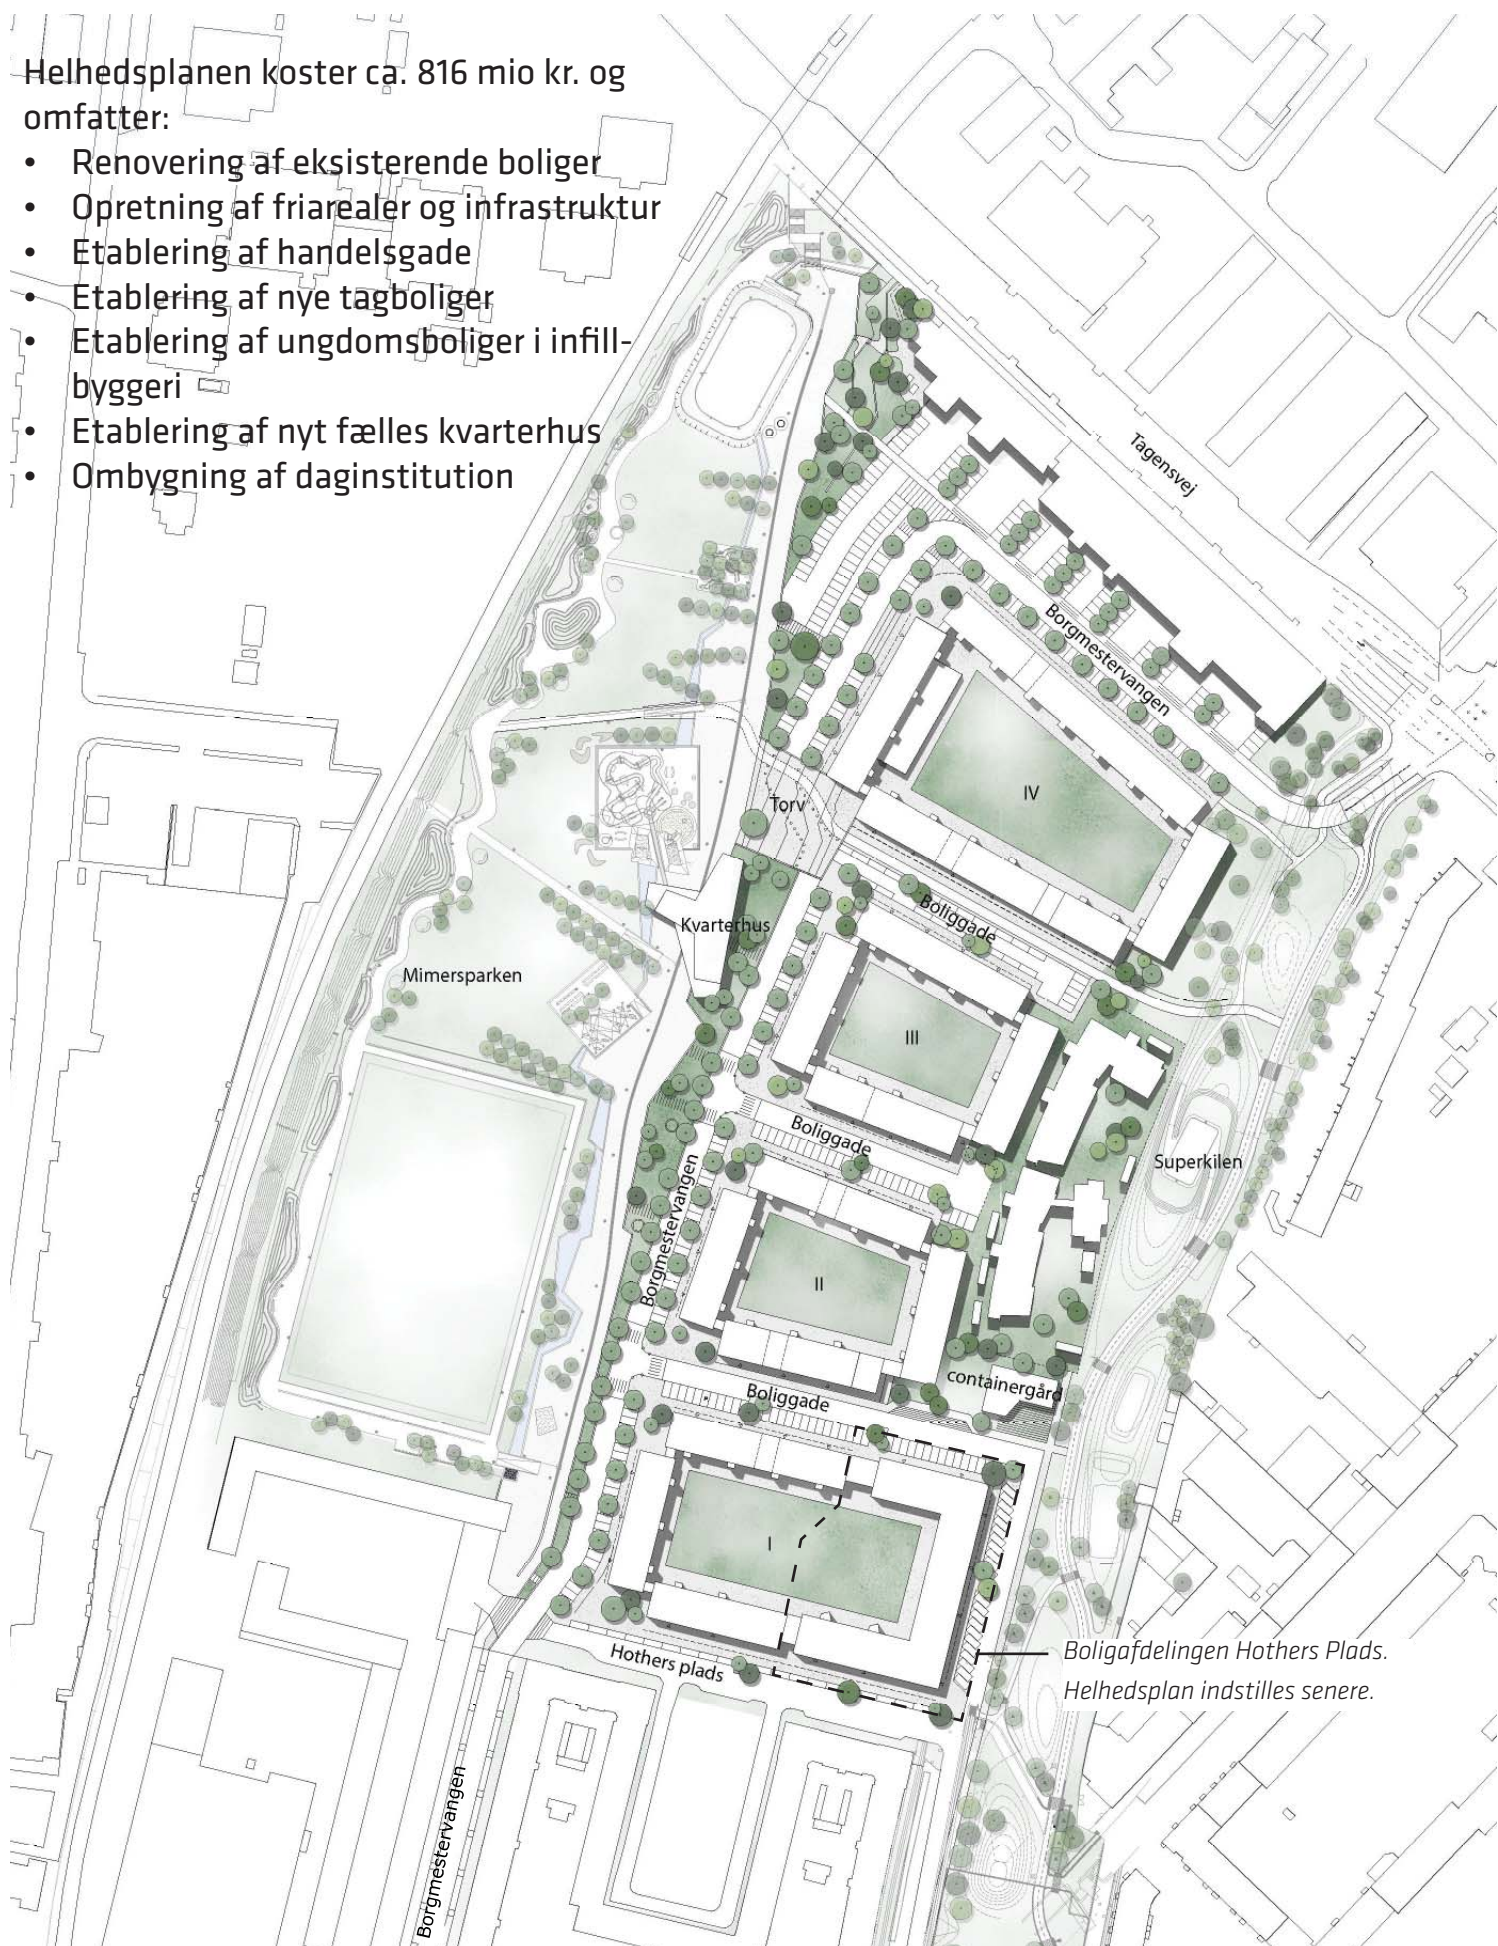 Helhedsplanen koster ca. 816 mio kr. og
omfatter:
• Renovering af eksisterende boliger
• Opretning af friarealer og infrastruktur
• Etablering af handelsgade
• Etablering af nye tagboliger
• Etablering af ungdomsboliger i infill-
byggeri
• Etablering af nyt fælles kvarterhus
• Ombygning af daginstitution
Tagensvej
Borgmestervangen
IV
Torv
Boliggade
Kvarterhus
Mimersparken
III
Boliggade
Superkilen
Borgmestervangen
II
containergård
Boliggade
I
Hothers plads
Boligafdelingen Hothers Plads.
Helhedsplan indstilles senere.
Borgmestervangen